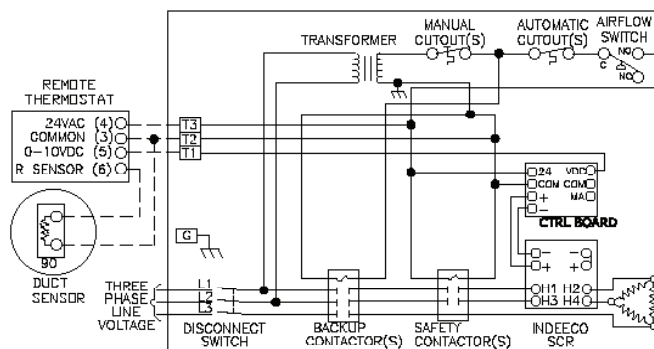 MANUAL
CUTOUT(S)
AUTOMATIC
CUTOUT(S)
AIRFLOW
SWITCH
TRANSFORMER
NO
C
NC
REMOTE
THERMOSTAT
24VAC (4)
COMMON (3)
0-10VDC (5)
R SENSOR (6)
T3
T2
T1
24 VDC
COM COM
+ MA
-
CTRL BOARD
90
DUCT
SENSOR
G
- -
+ +
H1 H2
H3 H4
THREE
PHASE
LINE
VOLTAGE
L1
L2
L3
DISCONNECT
SWITCH
BACKUP
CONTACTOR(S)
SAFETY
CONTACTOR(S)
INDEECO
SCR